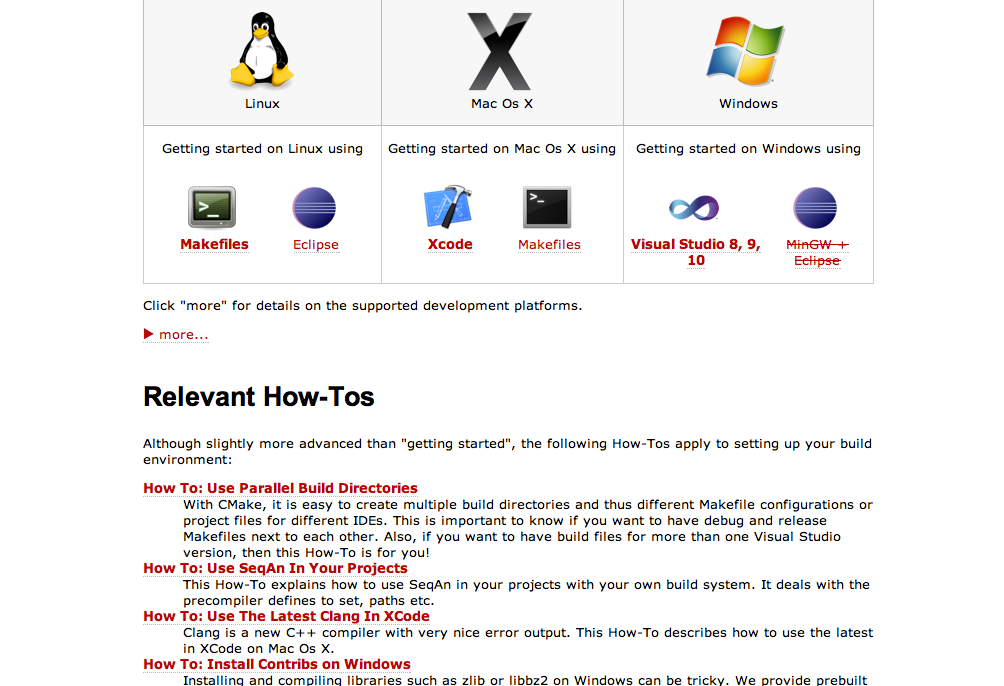 Linux
Mac Os X
Windows
Getting started on Linux using
Getting started on Mac Os X using
Getting started on Windows using
Makefiles
Eclipse
Xcode
Makefiles
Visual Studio 8, 9,
10
MinGW +
Eclipse
Click "more" for details on the supported development platforms.
more...
Relevant How-Tos
Although slightly more advanced than "getting started", the following How-Tos apply to setting up your build
environment:
How To: Use Parallel Build Directories
With CMake, it is easy to create multiple build directories and thus different Makefile configurations or
project files for different IDEs. This is important to know if you want to have debug and release
Makefiles next to each other. Also, if you want to have build files for more than one Visual Studio
version, then this How-To is for you!
How To: Use SeqAn In Your Projects
This How-To explains how to use SeqAn in your projects with your own build system. It deals with the
precompiler defines to set, paths etc.
How To: Use The Latest Clang In XCode
Clang is a new C++ compiler with very nice error output. This How-To describes how to use the latest
in XCode on Mac Os X.
How To: Install Contribs on Windows
Installing and compiling libraries such as zlib or libbz2 on Windows can be tricky. We provide prebuilt